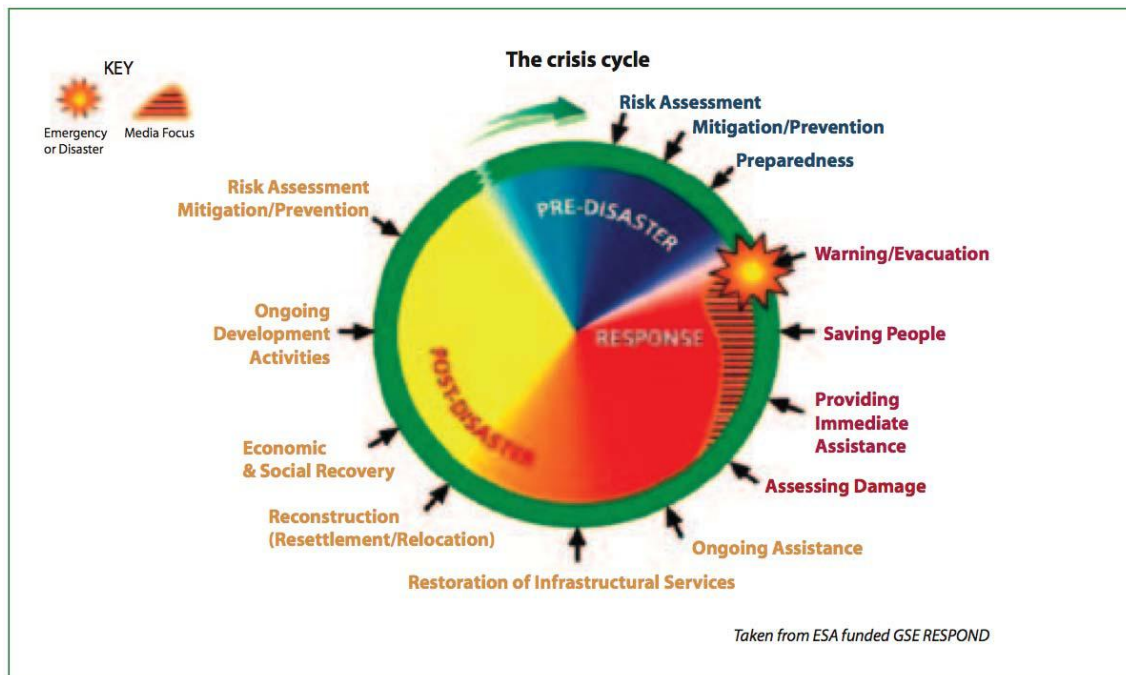 The crisis cycle
KEY
Emergency
or Disaster
Media Focus
Risk Assessment
Mitigation/Prevention
Preparedness
Warning/Evacuation
Saving People
Providing
Immediate
Assistance
Assessing Damage
Ongoing Assistance
Restoration of Infrastructural Services
Reconstruction
(Resettlement/Relocation)
Economic
& Social Recovery
Ongoing
Development
Activities
Risk Assessment
Mitigation/Prevention
PRE-DISASTER
RESPONSE
POST-DISASTER
Taken from ESA funded GSE RESPOND